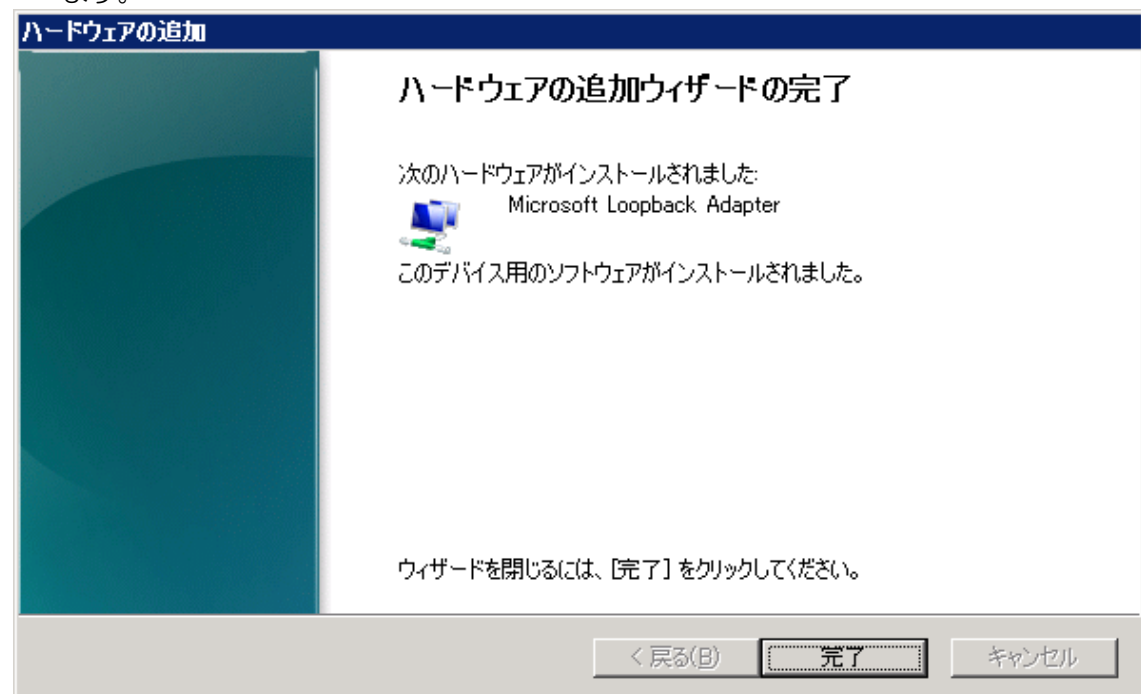 ます。
ハードウェアの追加
ハードウェアの追加ウィザードの完了
次のハードウェアがインストールされました:
Microsoft Loopback Adapter
このデバイス用のソフトウェアがインストールされました。
ウィザードを閉じるには、[完了] をクリックしてください。
< 戻る(B) 完了 キャンセル